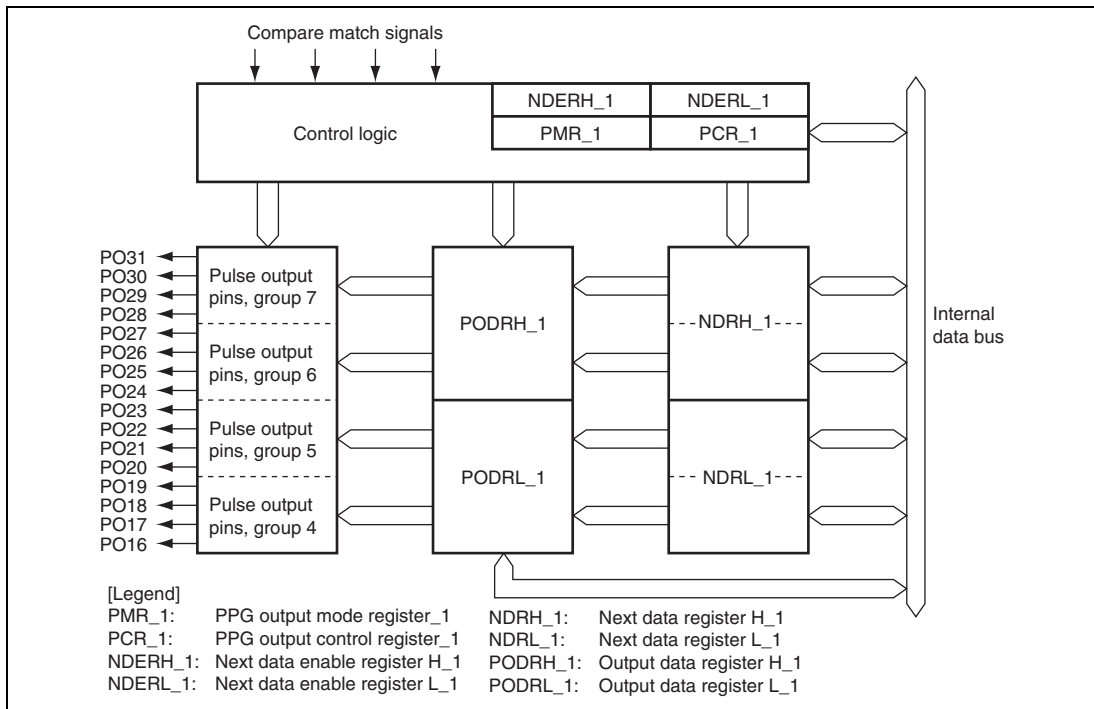 Compare match signals
Control logic
NDERH_1
NDERL_1
PMR_1
PCR_1
PO31
PO30
PO29
PO28
PO27
PO26
PO25
PO24
PO23
PO22
PO21
PO20
PO19
PO18
PO17
PO16
Pulse output
pins, group 7
Pulse output
pins, group 6
Pulse output
pins, group 5
Pulse output
pins, group 4
PODRH_1
PODRL_1
NDRH_1
NDRL_1
Internal
data bus
[Legend]
PMR_1: PPG output mode register_1
PCR_1: PPG output control register_1
NDERH_1: Next data enable register H_1
NDERL_1: Next data enable register L_1
NDRH_1: Next data register H_1
NDRL_1: Next data register L_1
PODRH_1: Output data register H_1
PODRL_1: Output data register L_1